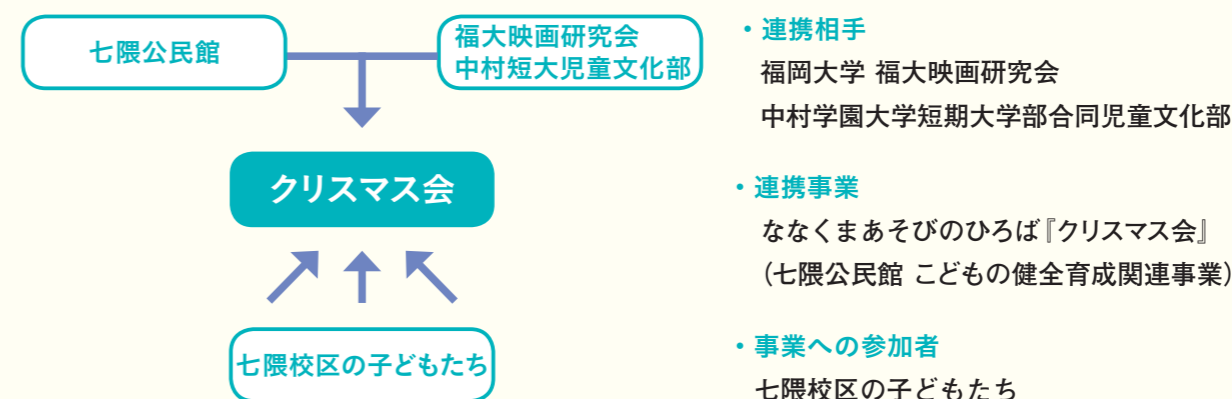 七隈公民館
福大映画研究会
中村短大児童文化部
クリスマス会
七隈校区の子どもたち
・連携相手
福岡大学 福大映画研究会
中村学園大学短期大学部合同児童文化部
・連携事業
ななくまあそびのひろば『クリスマス会』
(七隈公民館 こどもの健全育成関連事業)
・事業への参加者
七隈校区の子どもたち